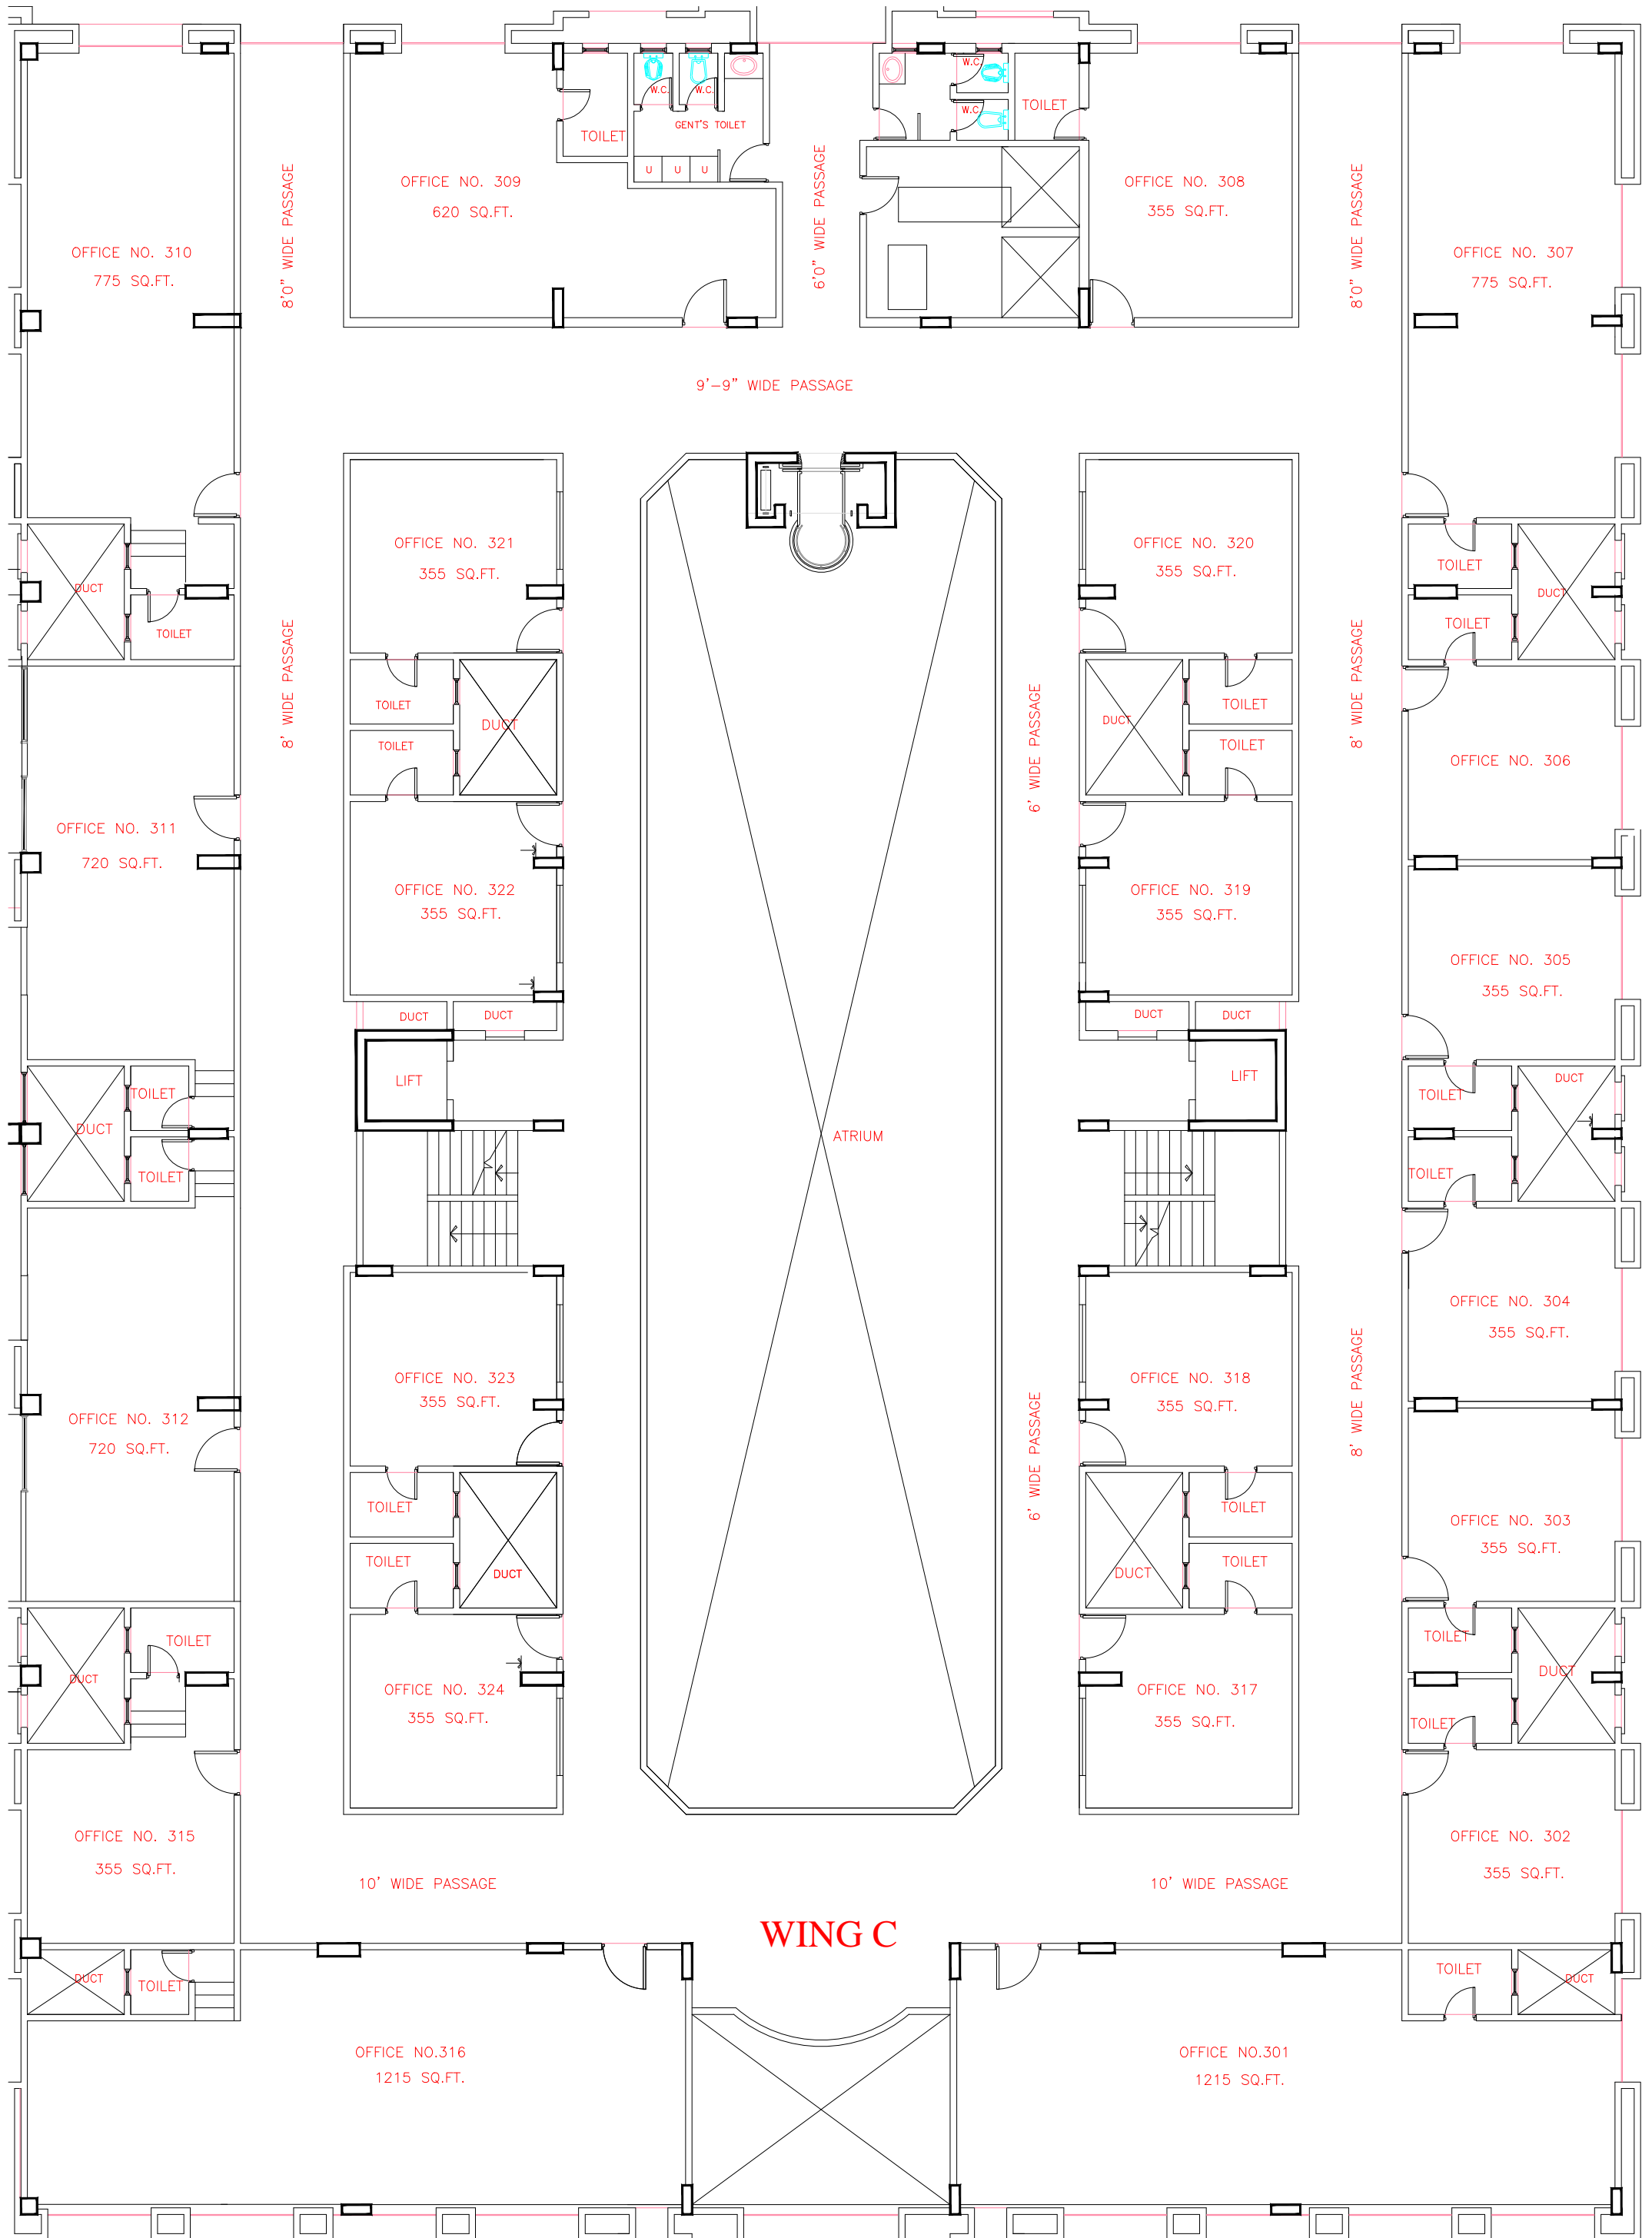 W.C.
W.C.
W.C.
W.C.
TOILET
GENT'S TOILET
TOILET
U U U
OFFICE NO. 309
620 SQ.FT.
OFFICE NO. 308
355 SQ.FT.
8'0" WIDE PASSAGE
6'0" WIDE PASSAGE
8'0" WIDE PASSAGE
OFFICE NO. 310
775 SQ.FT.
OFFICE NO. 307
775 SQ.FT.
9'-9" WIDE PASSAGE
OFFICE NO. 321
355 SQ.FT.
OFFICE NO. 320
355 SQ.FT.
DUCT
TOILET
TOILET
DUCT
TOILET
8' WIDE PASSAGE
6' WIDE PASSAGE
8' WIDE PASSAGE
TOILET
DUCT
TOILET
DUCT
TOILET
TOILET
OFFICE NO. 306
OFFICE NO. 311
720 SQ.FT.
OFFICE NO. 322
355 SQ.FT.
OFFICE NO. 319
355 SQ.FT.
OFFICE NO. 305
355 SQ.FT.
DUCT
DUCT
DUCT
DUCT
LIFT
LIFT
TOILET
DUCT
TOILET
TOILET
DUCT
TOILET
ATRIUM
OFFICE NO. 304
355 SQ.FT.
OFFICE NO. 323
355 SQ.FT.
OFFICE NO. 318
355 SQ.FT.
6' WIDE PASSAGE
8' WIDE PASSAGE
OFFICE NO. 312
720 SQ.FT.
TOILET
TOILET
DUCT
TOILET
DUCT
TOILET
OFFICE NO. 303
355 SQ.FT.
TOILET
DUCT
TOILET
DUCT
TOILET
OFFICE NO. 324
355 SQ.FT.
OFFICE NO. 317
355 SQ.FT.
OFFICE NO. 315
355 SQ.FT.
OFFICE NO. 302
355 SQ.FT.
10' WIDE PASSAGE
10' WIDE PASSAGE
WING C
DUCT
TOILET
TOILET
DUCT
OFFICE NO.316
1215 SQ.FT.
OFFICE NO.301
1215 SQ.FT.